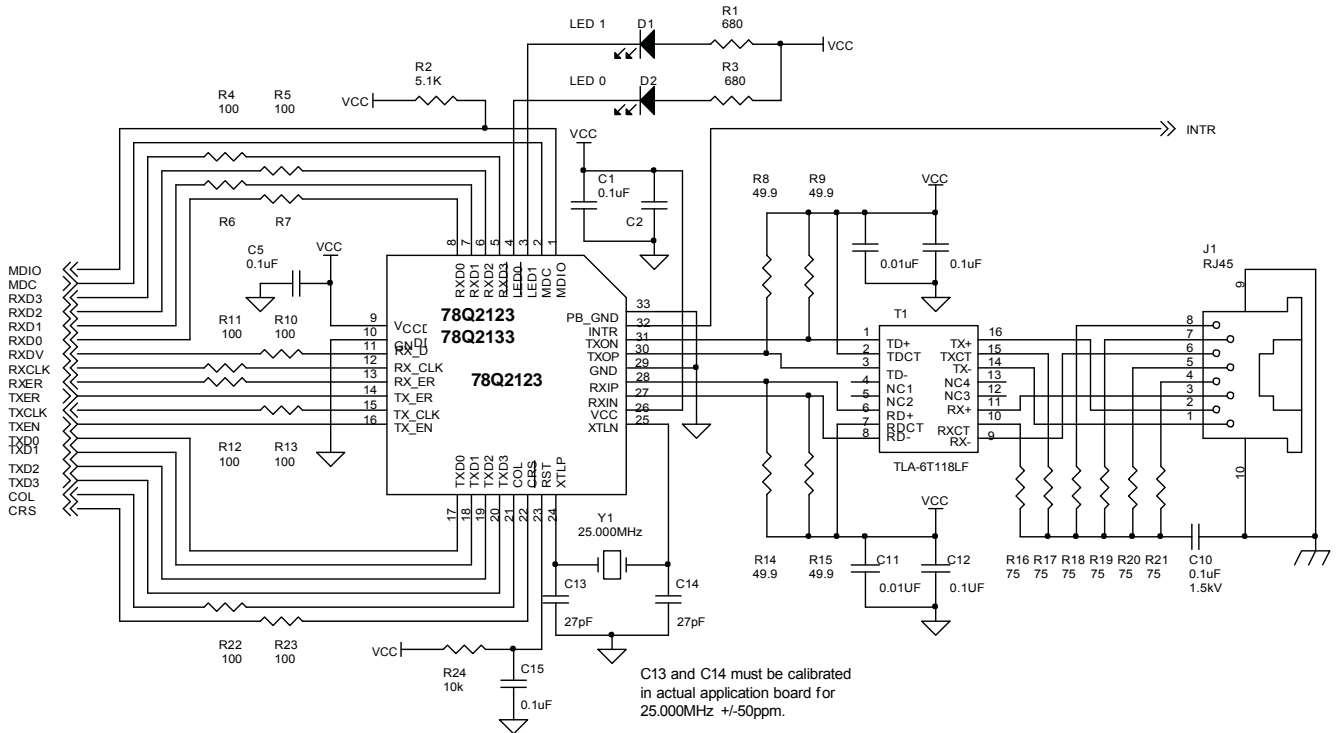 LED 1
D1
R1
680
VCC
LED 0
D2
R3
680
R2
5.1K
VCC
R4
100
R5
100
R6
R7
VCC
C1
0.1uF
C2
INTR
R8
49.9
R9
49.9
VCC
0.01uF
0.1uF
J1
RJ45
9
8
7
6
5
4
3
2
1
10
MDIO
MDC
RXD3
RXD2
RXD1
RXD0
RXDV
RXCLK
RXER
TXER
TXCLK
TXEN
TXD0
TXD1
TXD2
TXD3
COL
CRS
C5
0.1uF
VCC
R11
100
R10
100
R12
100
R13
100
8
7
6
5
4
3
2
1
RXD0
RXD1
RXD2
RXD3
LED0
LED1
MDC
MDIO
78Q2123
78Q2133
78Q2123
9
10
11
12
13
14
15
16
RX_CLK
RX_ER
TX_ER
TX_CLK
TX_EN
33
32
31
30
29
28
27
26
25
PB_GND
INTR
TXON
TXOP
GND
RXIP
RXIN
VCC
XTLN
TXD0
TXD1
TXD2
TXD3
COL
CRS
RST
XTLP
17
18
19
20
21
22
23
24
T1
1
2
3
4
5
6
7
8
TD+
TDCT
TD-
NC1
NC2
RD+
RDCT
RD-
TX+
TXCT
TX-
NC4
NC3
RX+
RXCT
RX-
16
15
14
13
12
11
10
9
TLA-6T118LF
Y1
25.000MHz
C13
27pF
C14
27pF
R14
49.9
R15
49.9
VCC
C11
0.01UF
C12
0.1UF
R16
75
R17
75
R18
75
R19
75
R20
75
R21
75
C10
0.1uF
1.5kV
R22
100
R23
100
VCC
R24
10k
C15
0.1uF
C13 and C14 must be calibrated
in actual application board for
25.000MHz +/-50ppm.